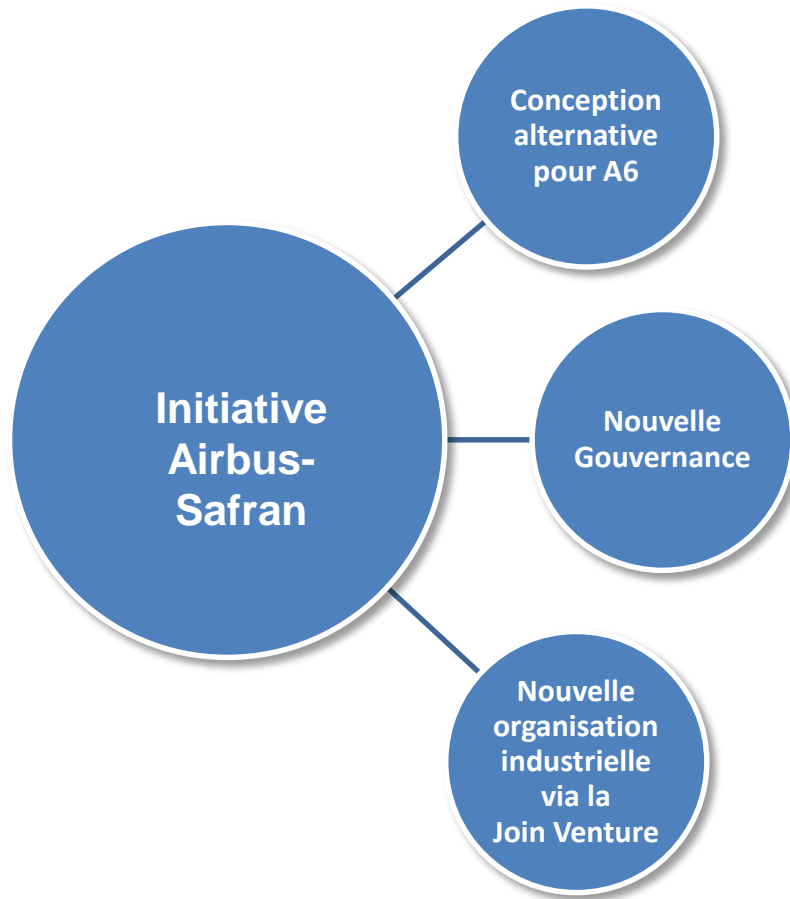 Conception
alternative
pour A6
Initiative
Airbus-
Safran
Nouvelle
Gouvernance
Nouvelle
organisation
industrielle
via la
Join Venture